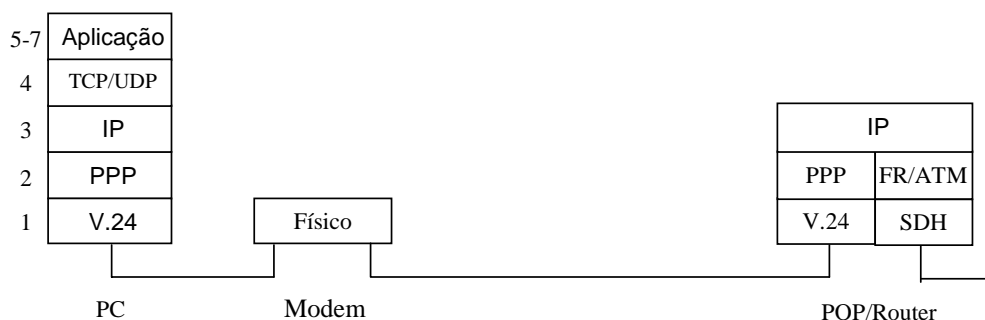 5-7 Aplicação
4 TCP/UDP
3 IP IP
2 PPP PPP FR/ATM
1 V.24 Físico V.24 SDH
PC Modem POP/Router